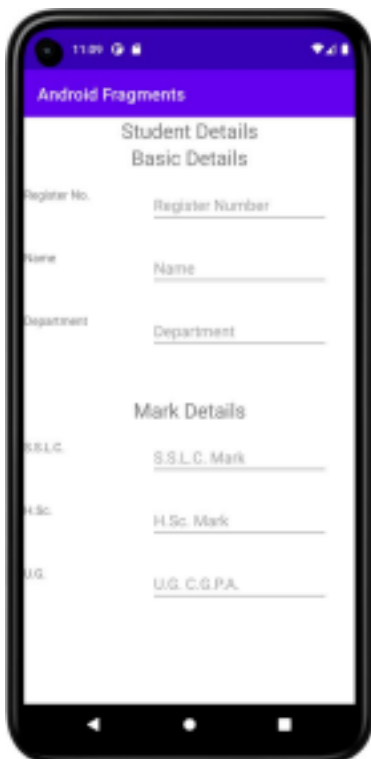 11:09
Android Fragments
Student Details
Basic Details
Register No.
Register Number
Name
Name
Department
Department
Mark Details
S.S.L.C.
S.S.L.C. Mark
H.Sc.
H.Sc. Mark
U.G.
U.G. C.G.P.A.